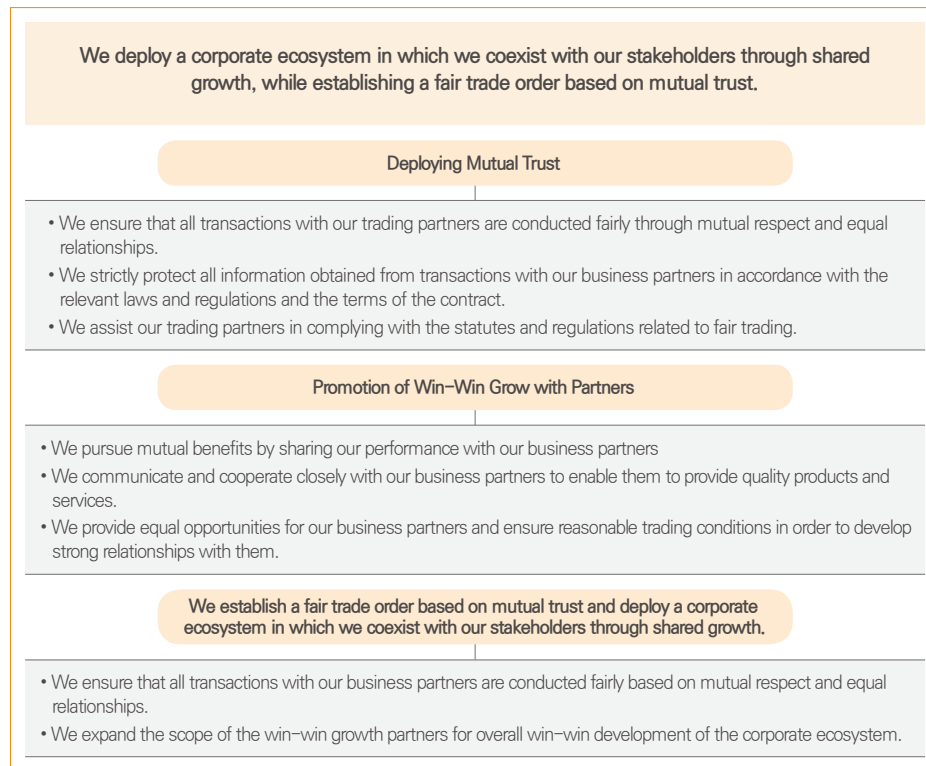 We deploy a corporate ecosystem in which we coexist with our stakeholders through shared
growth, while establishing a fair trade order based on mutual trust.
Deploying Mutual Trust
• We ensure that all transactions with our trading partners are conducted fairly through mutual respect and equal
relationships.
• We strictly protect all information obtained from transactions with our business partners in accordance with the
relevant laws and regulations and the terms of the contract.
• We assist our trading partners in complying with the statutes and regulations related to fair trading.
Promotion of Win-Win Grow with Partners
• We pursue mutual benefits by sharing our performance with our business partners
• We communicate and cooperate closely with our business partners to enable them to provide quality products and
services.
• We provide equal opportunities for our business partners and ensure reasonable trading conditions in order to develop
strong relationships with them.
We establish a fair trade order based on mutual trust and deploy a corporate
ecosystem in which we coexist with our stakeholders through shared growth.
• We ensure that all transactions with our business partners are conducted fairly based on mutual respect and equal
relationships.
• We expand the scope of the win-win growth partners for overall win-win development of the corporate ecosystem.